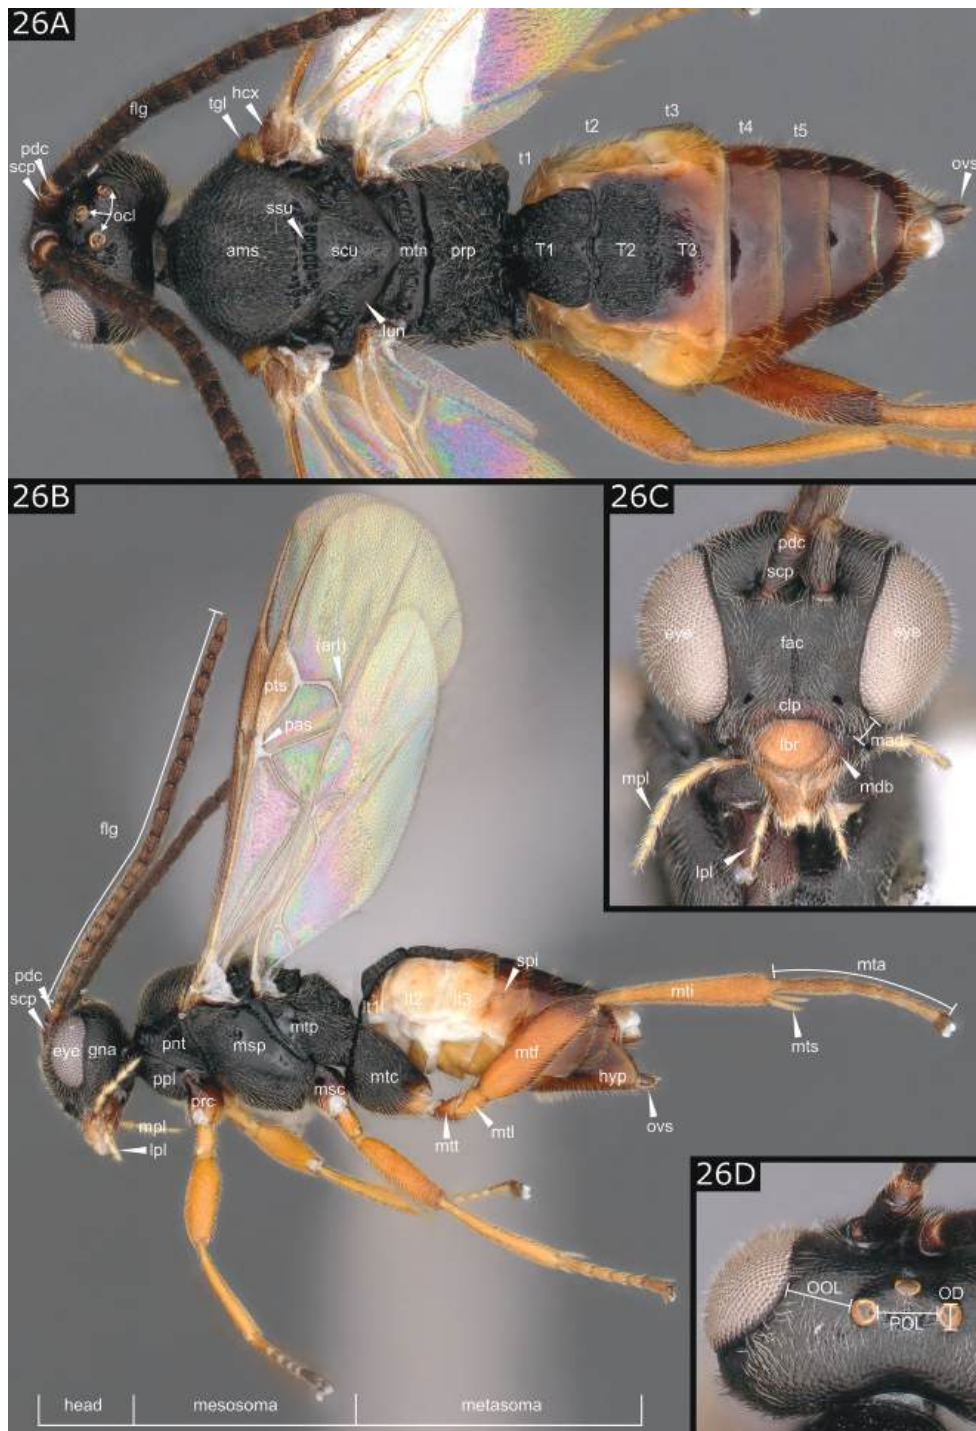 26A
flg
tgl
hcx
pdc
scp
ocl
ams
ssu
scu
lun
mtn
prp
t1
t2
t3
t4
t5
T1
T2
T3
ovs
26B
flg
pts
(arl)
pas
pdc
scp
eye
gna
mpl
lpl
pnt
ppl
prc
msp
mtp
msc
mtc
lt1
lt2
lt3
spi
mtf
mtt
mtl
hyp
ovs
mti
mts
mta
head
mesosoma
metasoma
26C
pdc
scp
eye
fac
eye
clp
lbr
mad
mdb
mpl
lpl
26D
OOL
POL
OD